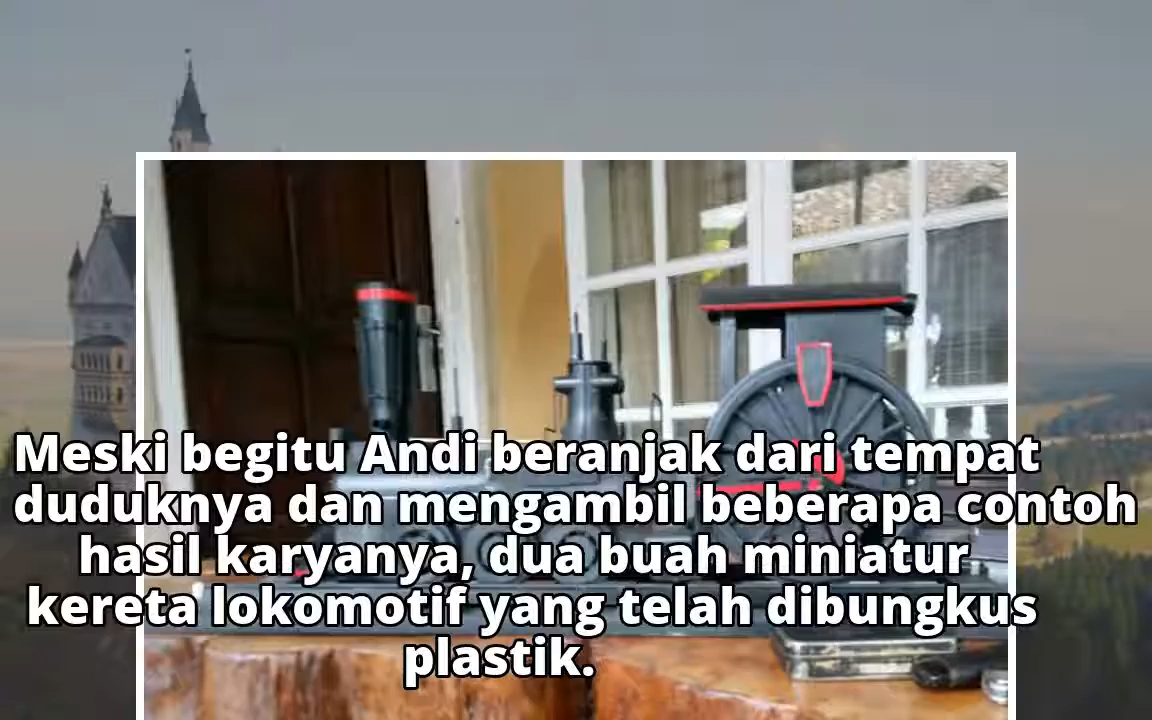 Meski begitu Andi beranjak dari tempat
duduknya dan mengambil beberapa contoh
hasil karyanya, dua buah miniatur
kereta lokomotif yang telah dibungkus
plastik.